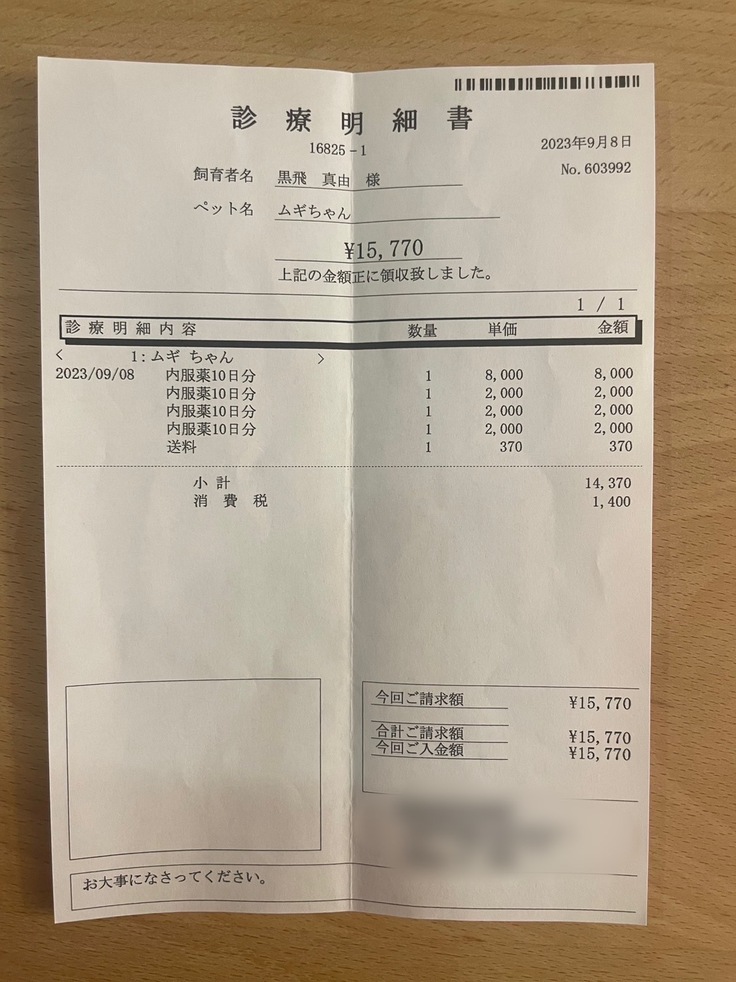 診療明細書
16825-1
2023年9月8日
No.603992
飼育者名 黒飛 真由 様
ペット名 ムギちゃん
¥15,770
上記の金額正に領収致しました。
1 / 1
診療明細内容 数量 単価 金額
< 1:ムギ ちゃん >
2023/09/08 内服薬10日分 1 8,000 8,000
内服薬10日分 1 2,000 2,000
内服薬10日分 1 2,000 2,000
内服薬10日分 1 2,000 2,000
送料 1 370 370
小計 14,370
消費税 1,400
今回ご請求額 ¥15,770
合計ご請求額 ¥15,770
今回ご入金額 ¥15,770
お大事になさってください。